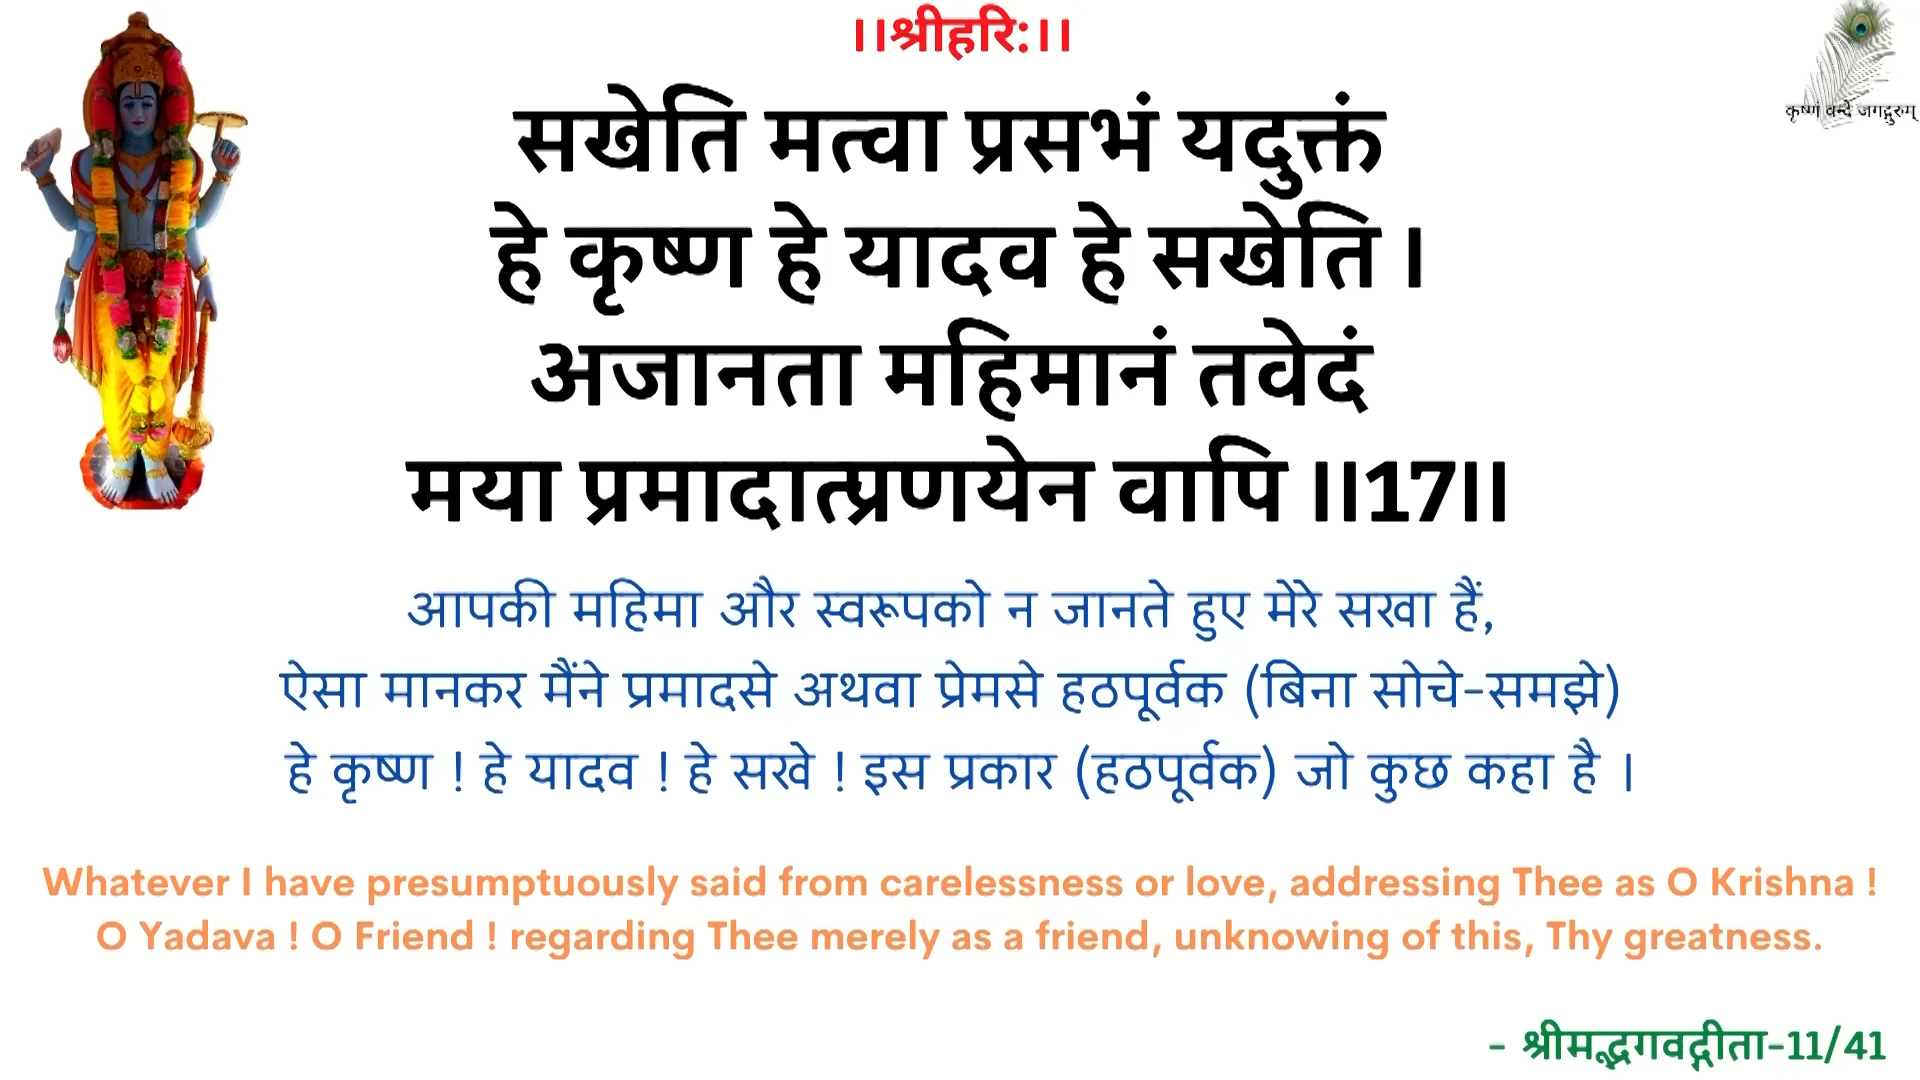 ।।श्रीहरि:।।
कृष्णं वन्दे जगद्गुरुम्
सखेति मत्वा प्रसभं यदुक्तं
हे कृष्ण हे यादव हे सखेति ।
अजानता महिमानं तवेदं
मया प्रमादात्प्रणयेन वापि ।।17।।
आपकी महिमा और स्वरूपको न जानते हुए मेरे सखा हैं,
ऐसा मानकर मैंने प्रमादसे अथवा प्रेमसे हठपूर्वक (बिना सोचे-समझे)
हे कृष्ण ! हे यादव ! हे सखे ! इस प्रकार (हठपूर्वक) जो कुछ कहा है ।
Whatever I have presumptuously said from carelessness or love, addressing Thee as O Krishna !
O Yadava ! O Friend ! regarding Thee merely as a friend, unknowing of this, Thy greatness.
- श्रीमद्भगवद्गीता-11/41